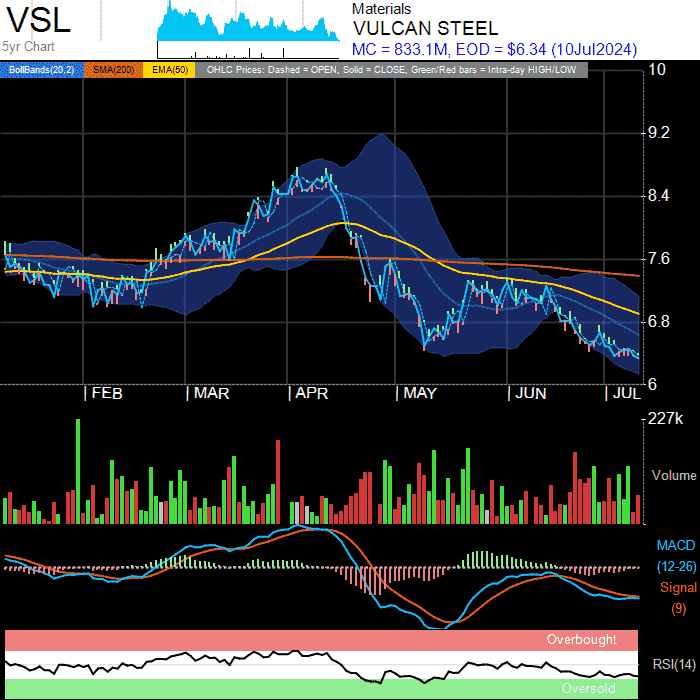 VSL
5yr Chart
Materials
VULCAN STEEL
MC = 833.1M, EOD = $6.34 (10Jul2024)
BollBands(20,2) SMA(200) EMA(50) OHLC Prices: Dashed = OPEN, Solid = CLOSE, Green/Red bars = Intra-day HIGH/LOW
10
9.2
8.4
7.6
6.8
6
FEB MAR APR MAY JUN JUL
227k
Volume
MACD
(12-26)
Signal
(9)
Overbought
RSI(14)
Oversold